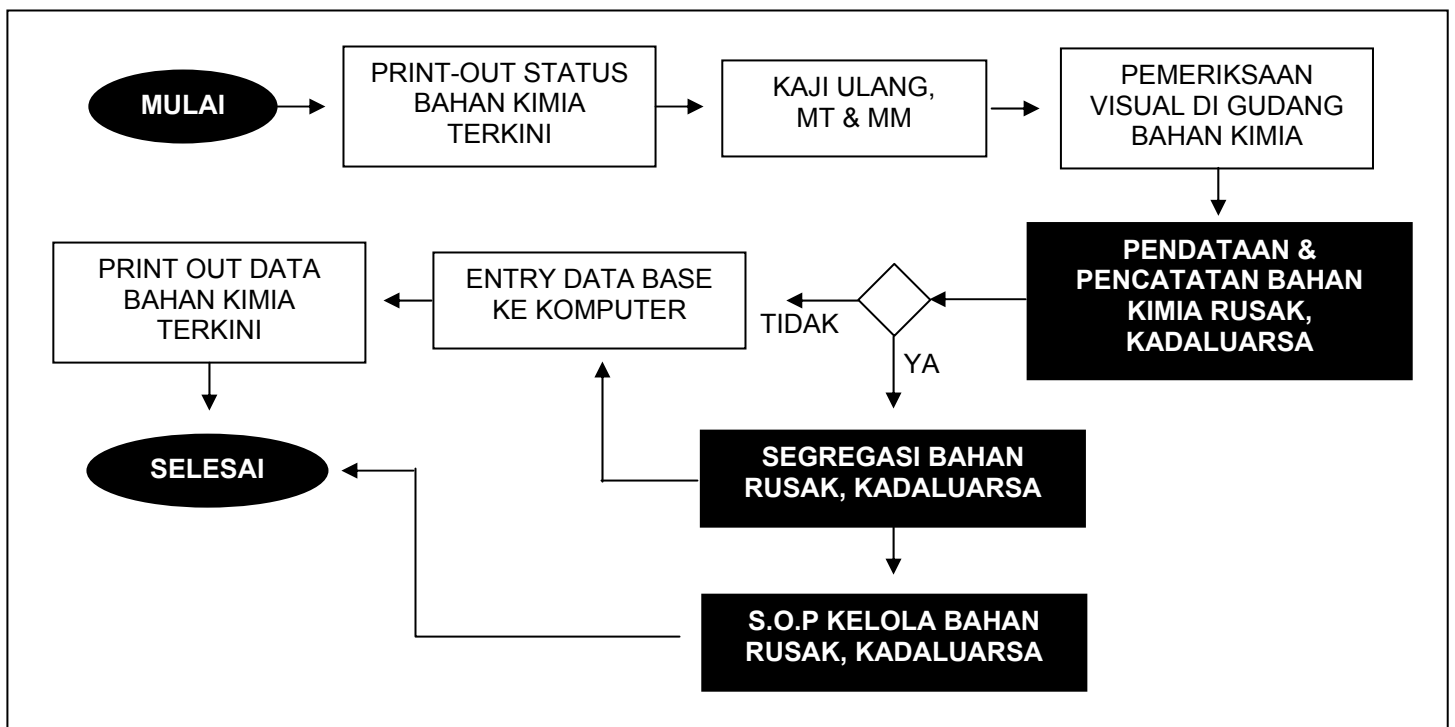 MULAI
PRINT-OUT STATUS
BAHAN KIMIA
TERKINI
KAJI ULANG,
MT & MM
PEMERIKSAAN
VISUAL DI GUDANG
BAHAN KIMIA
PENDATAAN &
PENCATATAN BAHAN
KIMIA RUSAK,
KADALUARSA
TIDAK
YA
ENTRY DATA BASE
KE KOMPUTER
PRINT OUT DATA
BAHAN KIMIA
TERKINI
SEGREGASI BAHAN
RUSAK, KADALUARSA
SELESAI
S.O.P KELOLA BAHAN
RUSAK, KADALUARSA